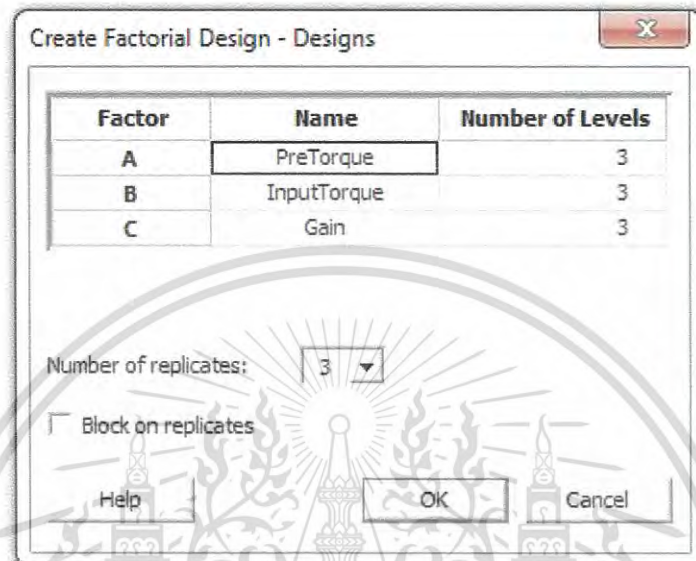 Create Factorial Design - Designs
Factor Name Number of Levels
A PreTorque 3
B InputTorque 3
C Gain 3
Number of replicates: 3
Block on replicates
Help OK Cancel